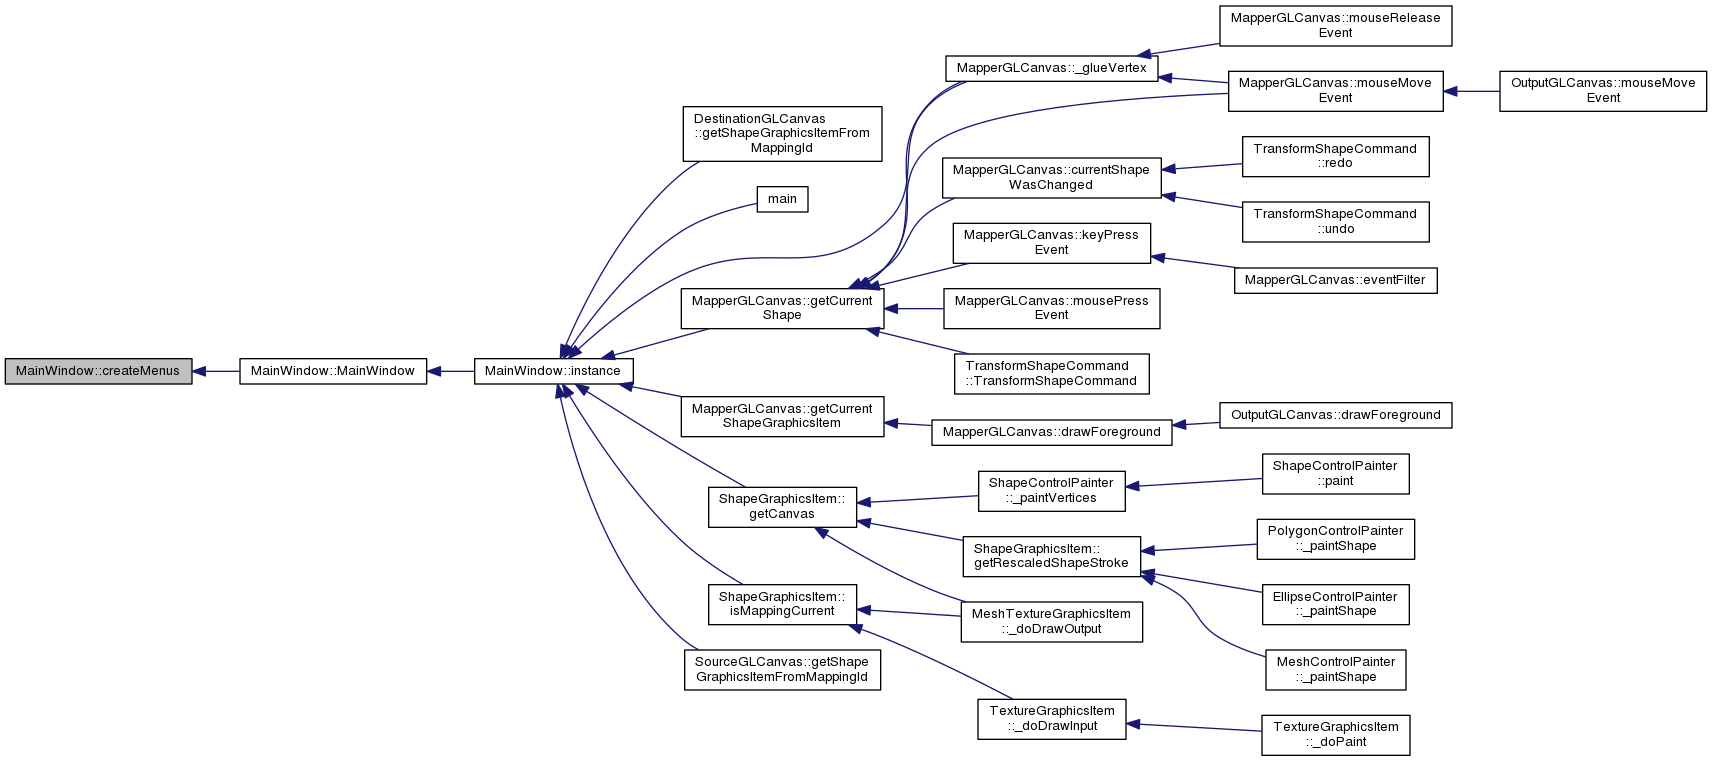 MainWindow::createMenus
MainWindow::MainWindow
MainWindow::instance
DestinationGLCanvas
::getShapeGraphicsItemFrom
MappingId
main
MapperGLCanvas::getCurrent
Shape
MapperGLCanvas::getCurrent
ShapeGraphicsItem
ShapeGraphicsItem::
getCanvas
ShapeGraphicsItem::
isMappingCurrent
SourceGLCanvas::getShape
GraphicsItemFromMappingId
MapperGLCanvas::_glueVertex
MapperGLCanvas::currentShape
WasChanged
MapperGLCanvas::keyPress
Event
MapperGLCanvas::mousePress
Event
TransformShapeCommand
::TransformShapeCommand
MapperGLCanvas::drawForeground
ShapeControlPainter
::_paintVertices
ShapeGraphicsItem::
getRescaledShapeStroke
MeshTextureGraphicsItem
::_doDrawOutput
TextureGraphicsItem
::_doDrawInput
MapperGLCanvas::mouseRelease
Event
MapperGLCanvas::mouseMove
Event
TransformShapeCommand
::redo
TransformShapeCommand
::undo
MapperGLCanvas::eventFilter
OutputGLCanvas::drawForeground
ShapeControlPainter
::paint
PolygonControlPainter
::_paintShape
EllipseControlPainter
::_paintShape
MeshControlPainter
::_paintShape
TextureGraphicsItem
::_doPaint
OutputGLCanvas::mouseMove
Event